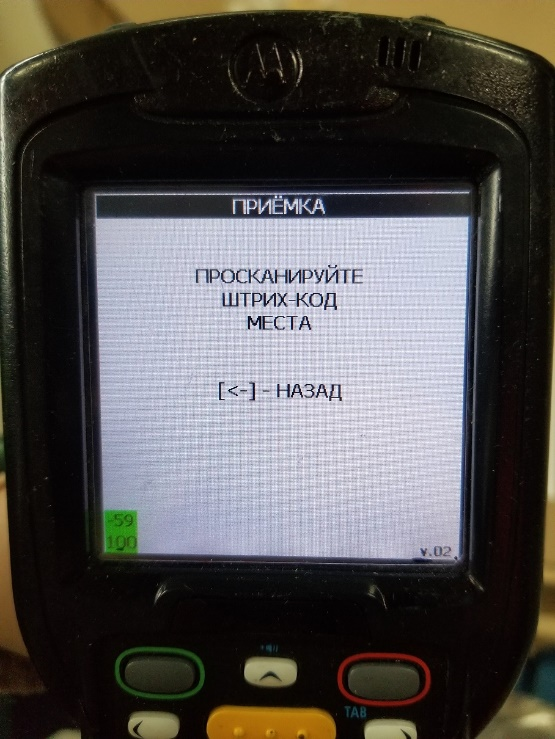 ПРИЁМКА
ПРОСКАНИРУЙТЕ
ШТРИХ-КОД
МЕСТА
[<-] - НАЗАД
-59
100
v.02
TAB